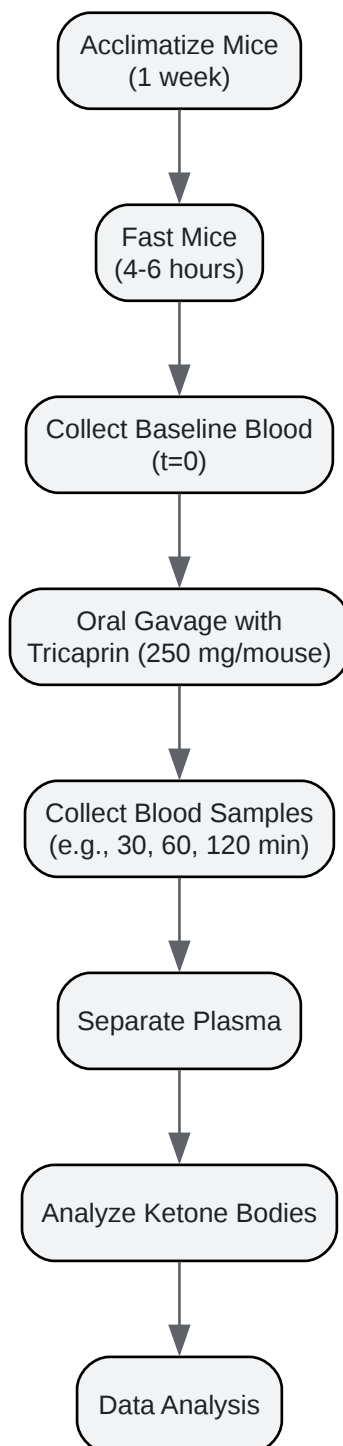 Acclimatize Mice
(1 week)
Fast Mice
(4-6 hours)
Collect Baseline Blood
(t=0)
Oral Gavage with
Tricaprin (250 mg/mouse)
Collect Blood Samples
(e.g., 30, 60, 120 min)
Separate Plasma
Analyze Ketone Bodies
Data Analysis